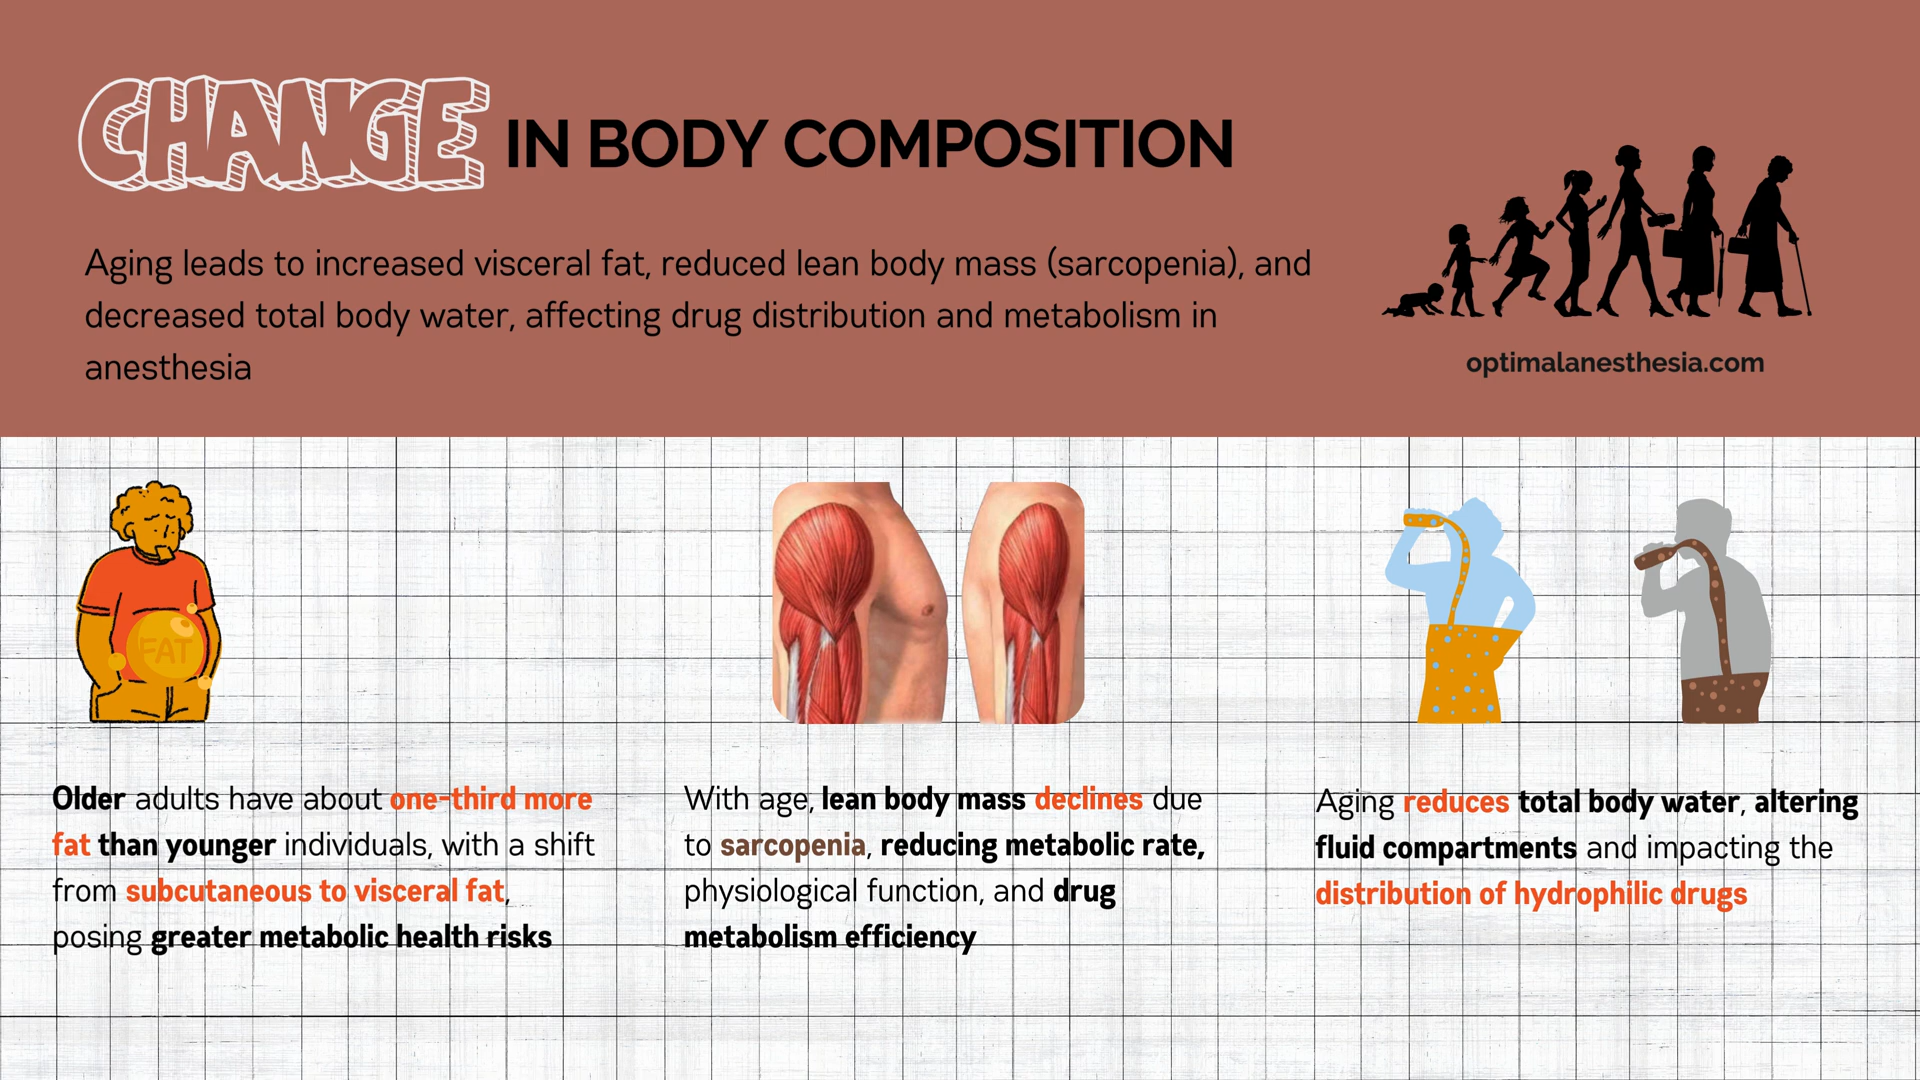 CHANGE IN BODY COMPOSITION
Aging leads to increased visceral fat, reduced lean body mass (sarcopenia), and
decreased total body water, affecting drug distribution and metabolism in
anesthesia
optimalanesthesia.com
FAT
Older adults have about one-third more
fat than younger individuals, with a shift
from subcutaneous to visceral fat,
posing greater metabolic health risks
With age, lean body mass declines due
to sarcopenia, reducing metabolic rate,
physiological function, and drug
metabolism efficiency
Aging reduces total body water, altering
fluid compartments and impacting the
distribution of hydrophilic drugs